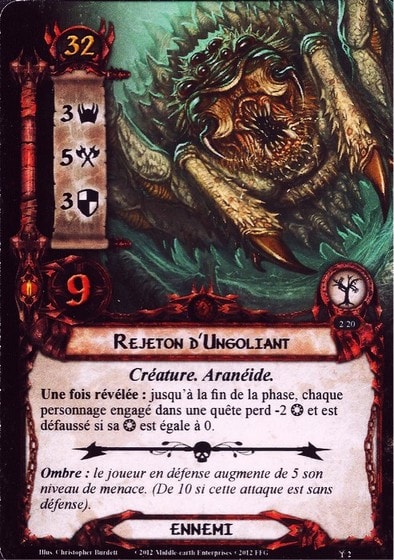 32
3
5
3
9
2/20
Rejeton d'Ungoliant
Créature. Aranéide.
Une fois révélée : jusqu'à la fin de la phase, chaque
personnage engagé dans une quête perd -2 et est
défaussé si sa est égale à 0.
Ombre : le joueur en défense augmente de 5 son
niveau de menace. (De 10 si cette attaque est sans
défense).
ENNEMI
Illus. Christopher Burdett ©2012 Middle-earth Enterprises ©2012 FFG